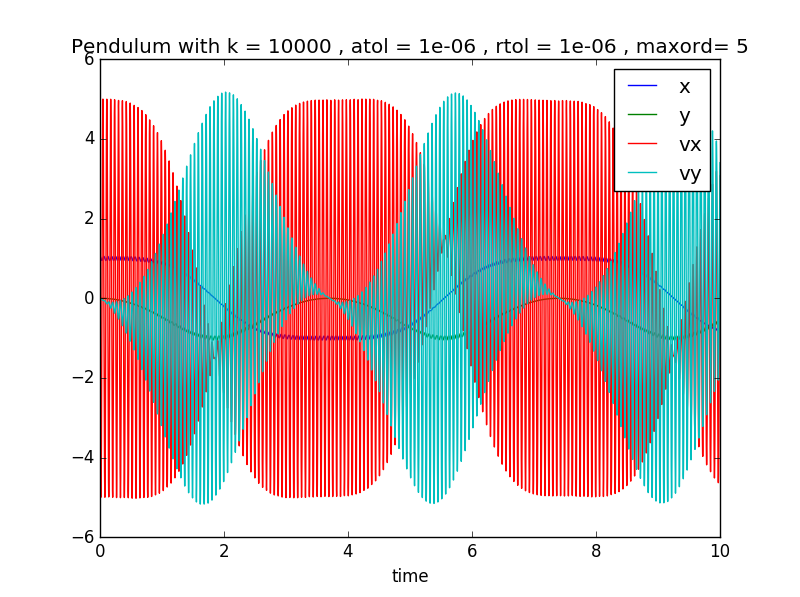 Pendulum with k = 10000 , atol = 1e-06 , rtol = 1e-06 , maxord= 5
6
x
y
vx
vy
4
2
0
−2
−4
−6
0 2 4 6 8 10
time